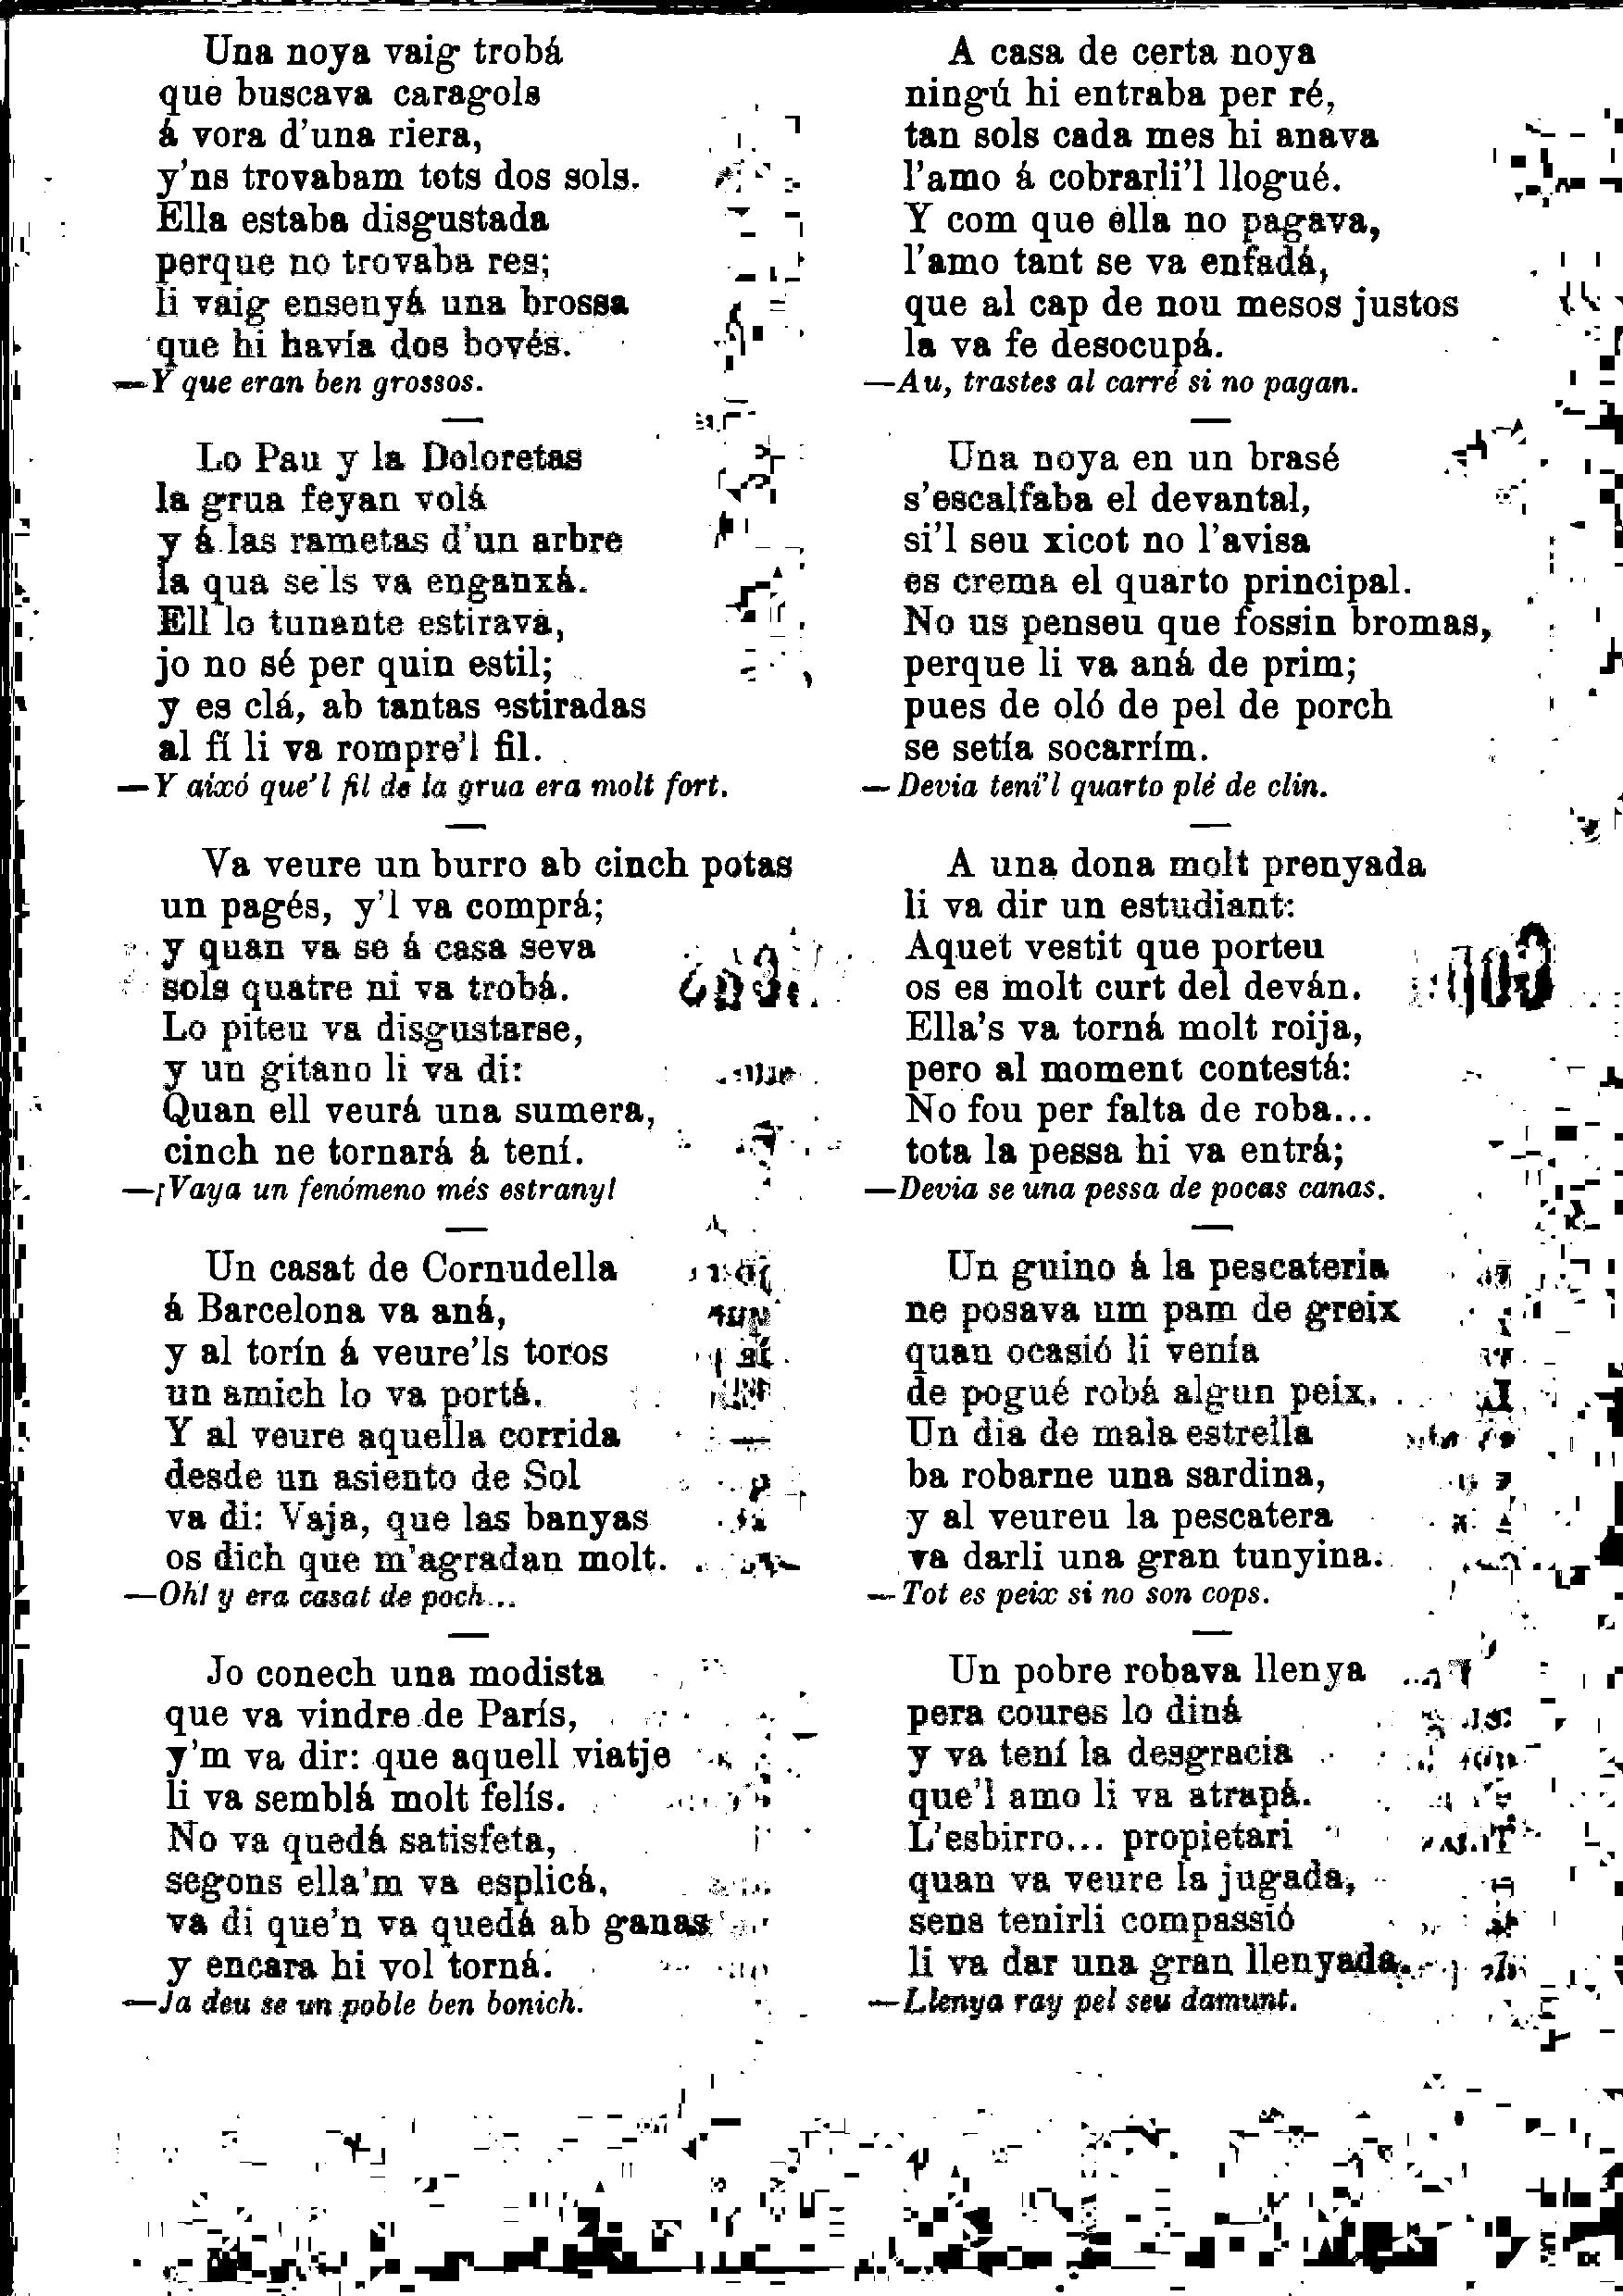 Una noya vaig trobá
que buscava caragols
á vora d'una riera,
y'ns trovabam tots dos sols.
Ella estaba disgustada
perque no trovaba res;
li vaig ensenyá una brossa
que hi havía dos bovés.
—Y que eran ben grossos.
Lo Pau y la Doloretas
la grua feyan volá
y á las rametas d'un arbre
la qua se'ls va enganxá.
Ell lo tunante estirava,
jo no sé per quin estil;
y es clá, ab tantas estiradas
al fí li va rompre'l fil.
—Y aixó que'l fil de la grua era molt fort.
Va veure un burro ab cinch potas
un pagés, y'l va comprá;
y quan va se á casa seva
sols quatre ni va trobá.
Lo piteu va disgustarse,
y un gitano li va di:
Quan ell veurá una sumera,
cinch ne tornará á tení.
—¡Vaya un fenómeno més estrany!
Un casat de Cornudella
á Barcelona va aná,
y al torín á veure'ls toros
un amich lo va portá.
Y al veure aquella corrida
desde un asiento de Sol
va di: Vaja, que las banyas
os dich que m'agradan molt.
—Oh! y era casat de poch...
Jo conech una modista
que va vindre de París,
y'm va dir: que aquell viatje
li va semblá molt felís.
No va quedá satisfeta,
segons ella'm va esplicá,
va di que'n va quedá ab ganas
y encara hi vol torná.
—Ja deu se un poble ben bonich.
A casa de certa noya
ningú hi entraba per ré,
tan sols cada mes hi anava
l'amo á cobrarli'l llogué.
Y com que ella no pagava,
l'amo tant se va enfadá,
que al cap de nou mesos justos
la va fe desocupá.
—Au, trastes al carré si no pagan.
Una noya en un brasé
s'escalfaba el devantal,
si'l seu xicot no l'avisa
es crema el quarto principal.
No us penseu que fossin bromas,
perque li va aná de prim;
pues de oló de pel de porch
se setía socarrím.
—Devia teni'l quarto plé de clin.
A una dona molt prenyada
li va dir un estudiant:
Aquet vestit que porteu
os es molt curt del deván.
Ella's va torná molt roija,
pero al moment contestá:
No fou per falta de roba...
tota la pessa hi va entrá;
—Devia se una pessa de pocas canas.
Un guino á la pescateria
ne posava um pam de greix
quan ocasió li venía
de pogué robá algun peix.
Un dia de mala estrella
ba robarne una sardina,
y al veureu la pescatera
va darli una gran tunyina.
—Tot es peix si no son cops.
Un pobre robava llenya
pera coures lo diná
y va tení la desgracia
que'l amo li va atrapá.
L'esbirro... propietari
quan va veure la jugada,
sens tenirli compassió
li va dar una gran llenyada.
—Llenya ray pel seu damunt.